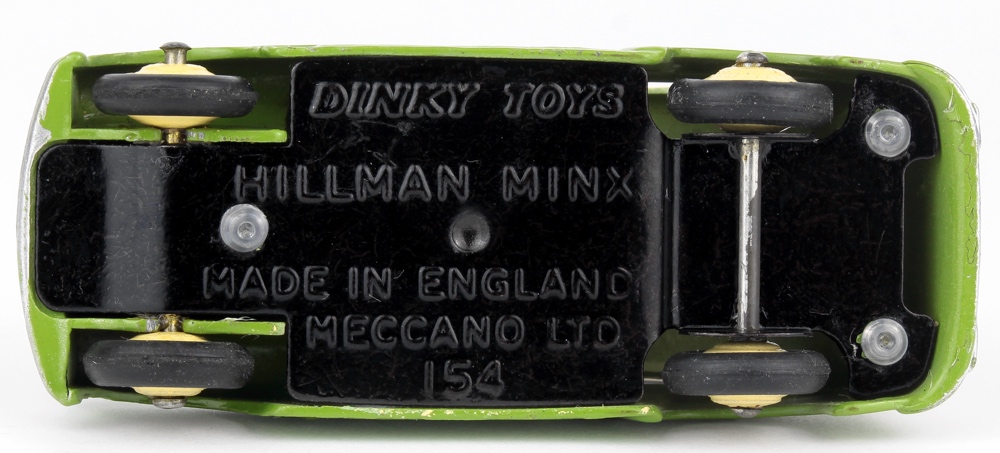 DINKY TOYS
HILLMAN MINX
MADE IN ENGLAND
MECCANO LTD
154